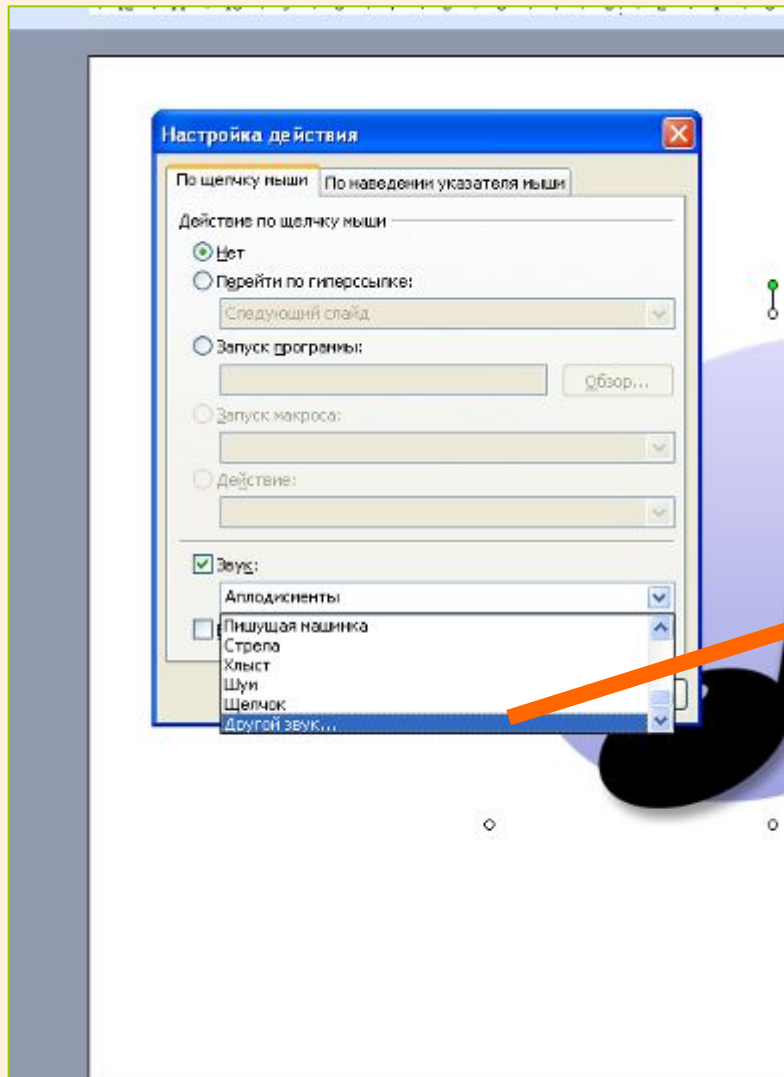 Настройка действия
По щелчку мыши
По наведении указателя мыши
Действие по щелчку мыши
Нет
Перейти по гиперссылке:
Следующий слайд
Запуск программы:
Обзор...
Запуск макроса:
Действие:
Звук:
Аплодисменты
Пишущая машинка
Стрела
Хлыст
Шум
Щелчок
Другой звук...